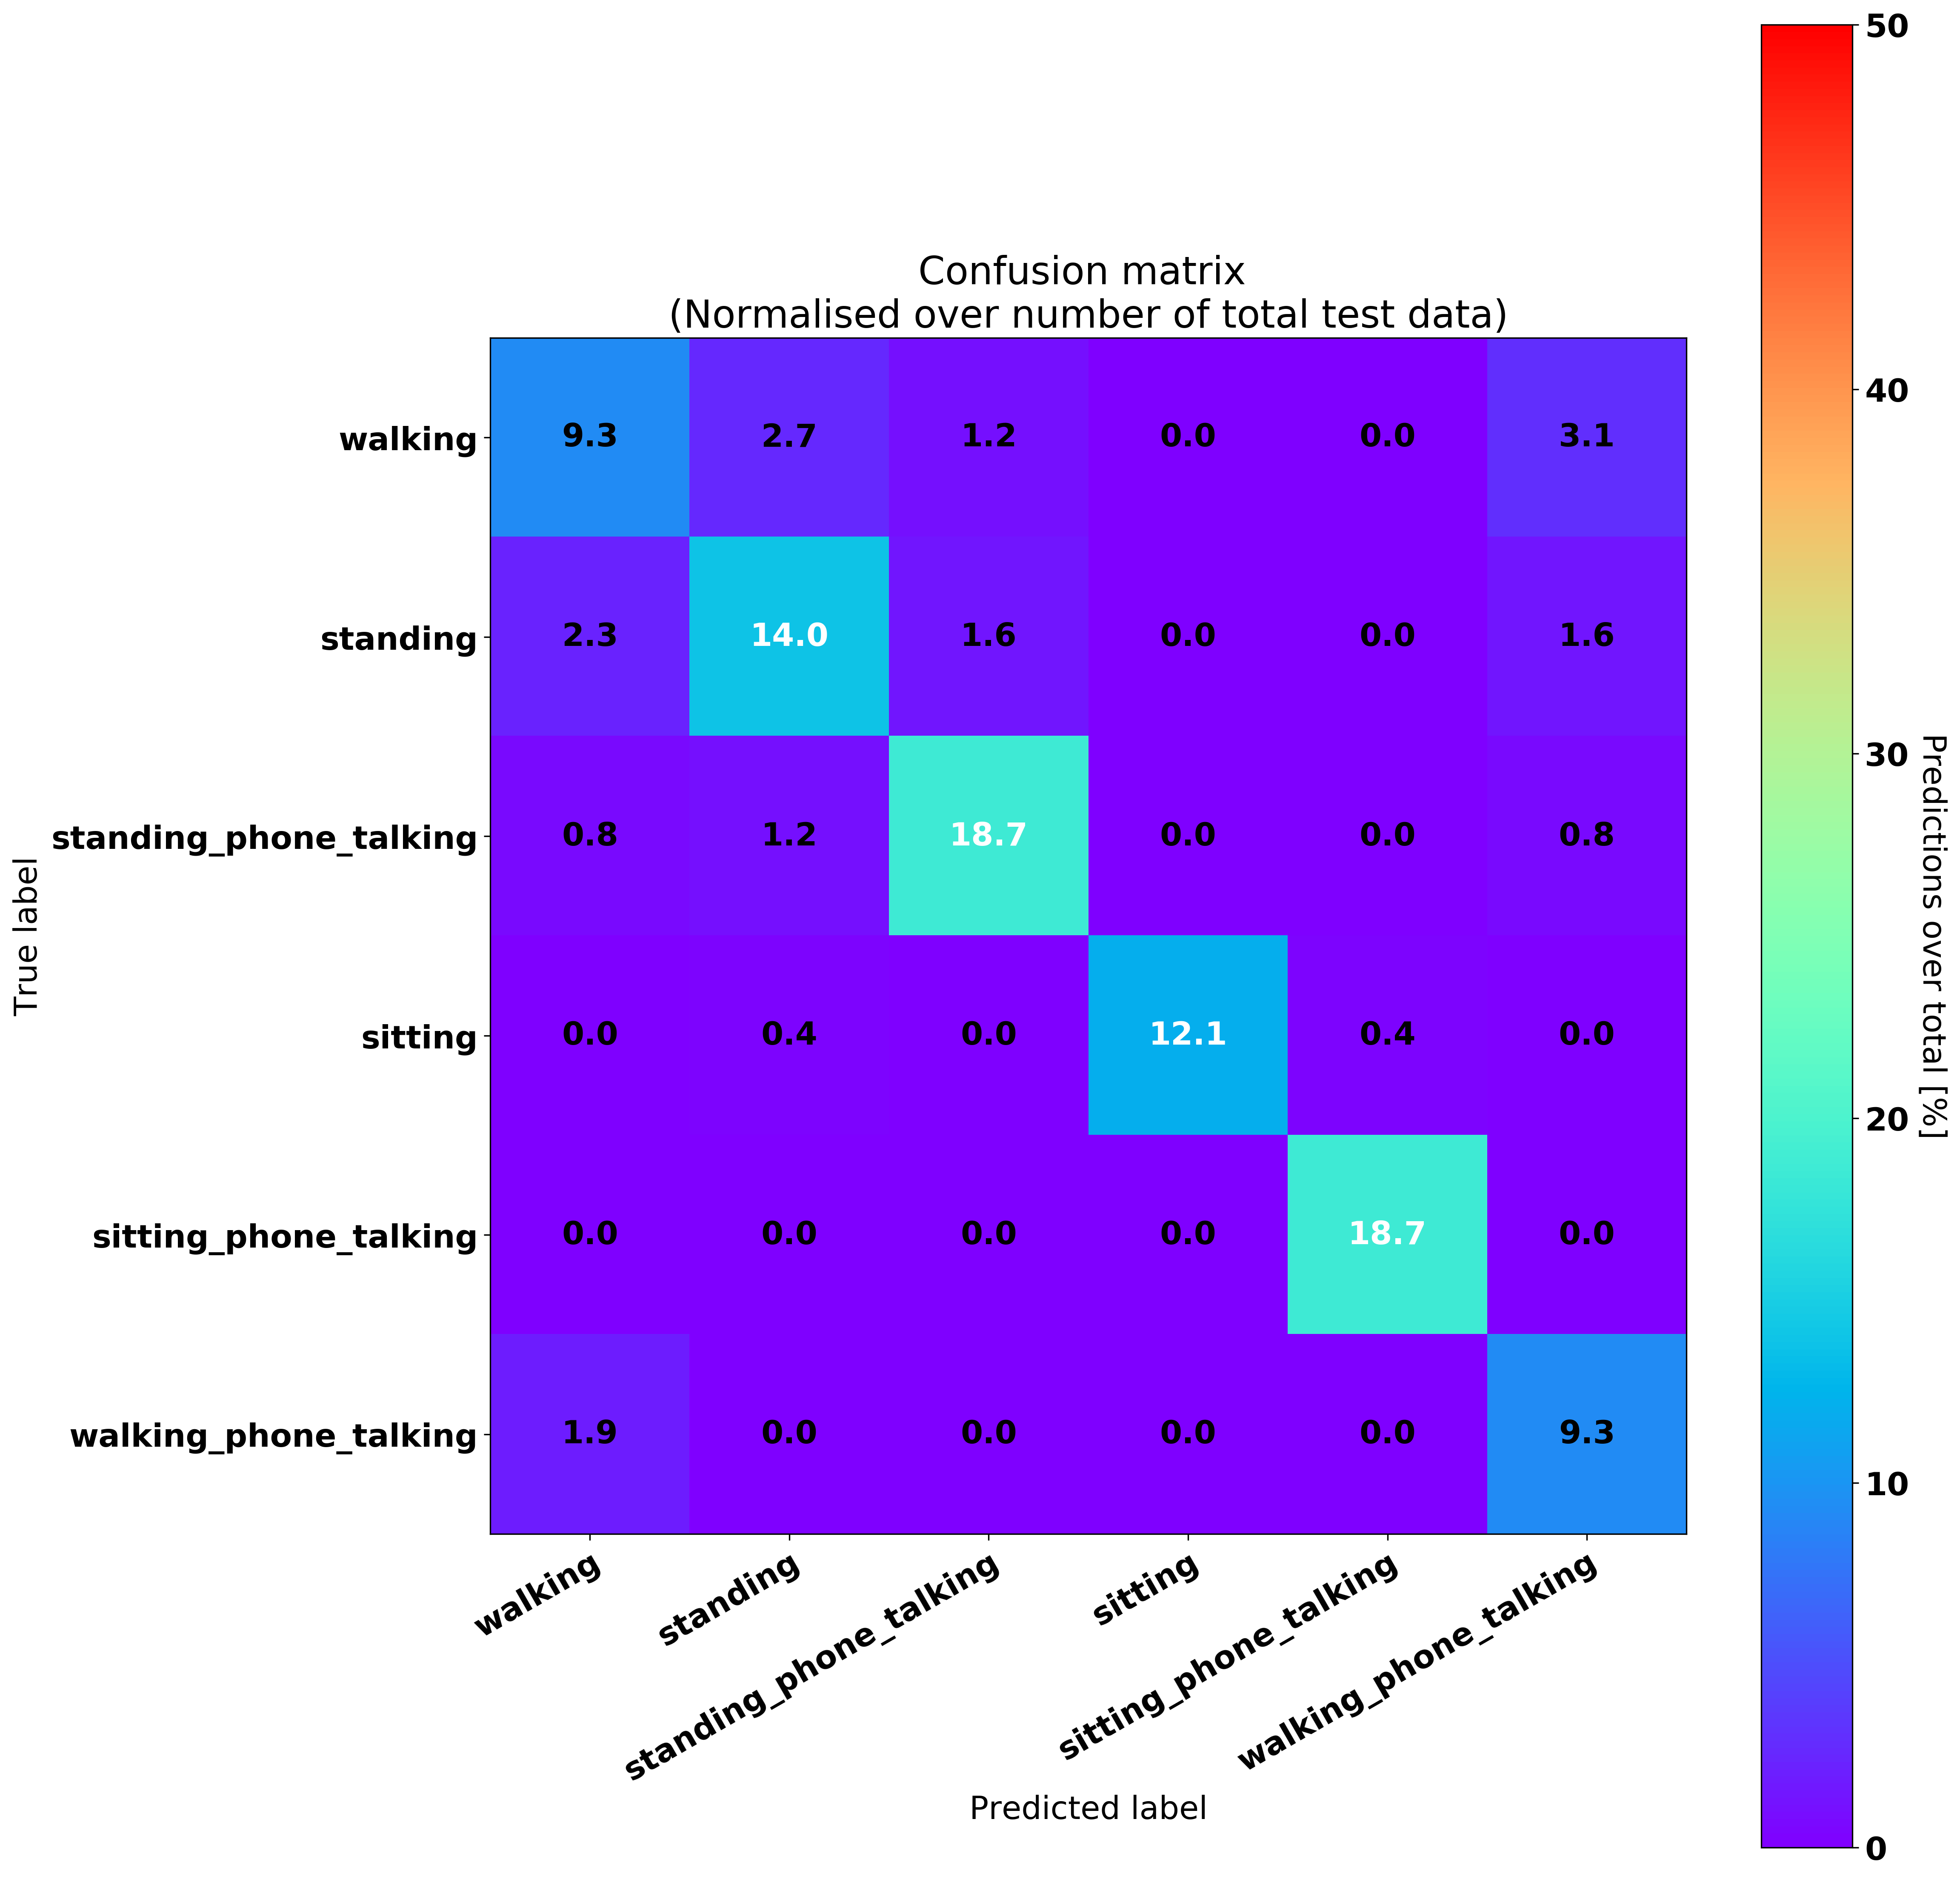 Confusion matrix
(Normalised over number of total test data)
walking 9.3 2.7 1.2 0.0 0.0 3.1
standing 2.3 14.0 1.6 0.0 0.0 1.6
standing_phone_talking 0.8 1.2 18.7 0.0 0.0 0.8
sitting 0.0 0.4 0.0 12.1 0.4 0.0
sitting_phone_talking 0.0 0.0 0.0 0.0 18.7 0.0
walking_phone_talking 1.9 0.0 0.0 0.0 0.0 9.3
True label
walking
standing
standing_phone_talking
sitting
sitting_phone_talking
walking_phone_talking
Predicted label
50
40
30
20
10
0
Predictions over total [%]